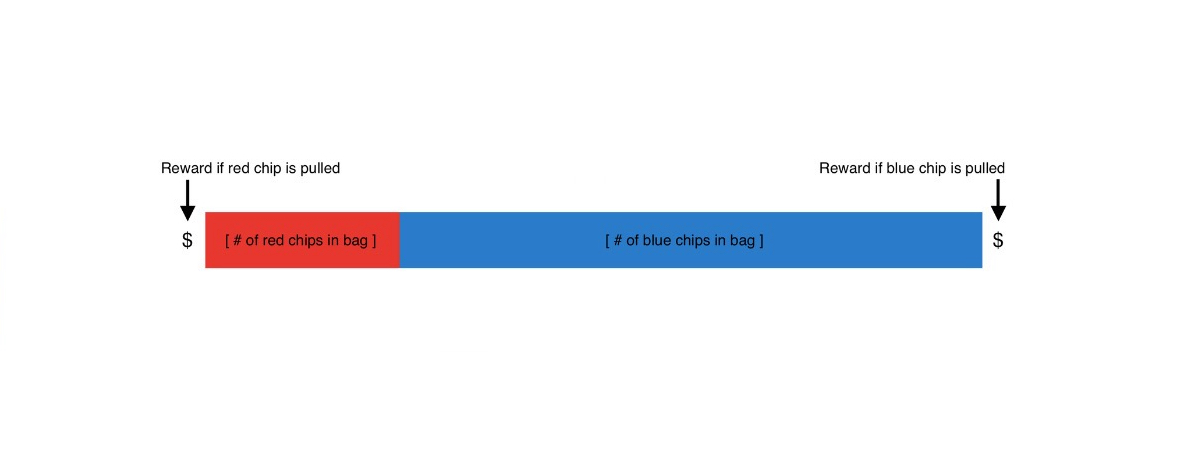 Reward if red chip is pulled
Reward if blue chip is pulled
$
[ # of red chips in bag ]
[ # of blue chips in bag ]
$